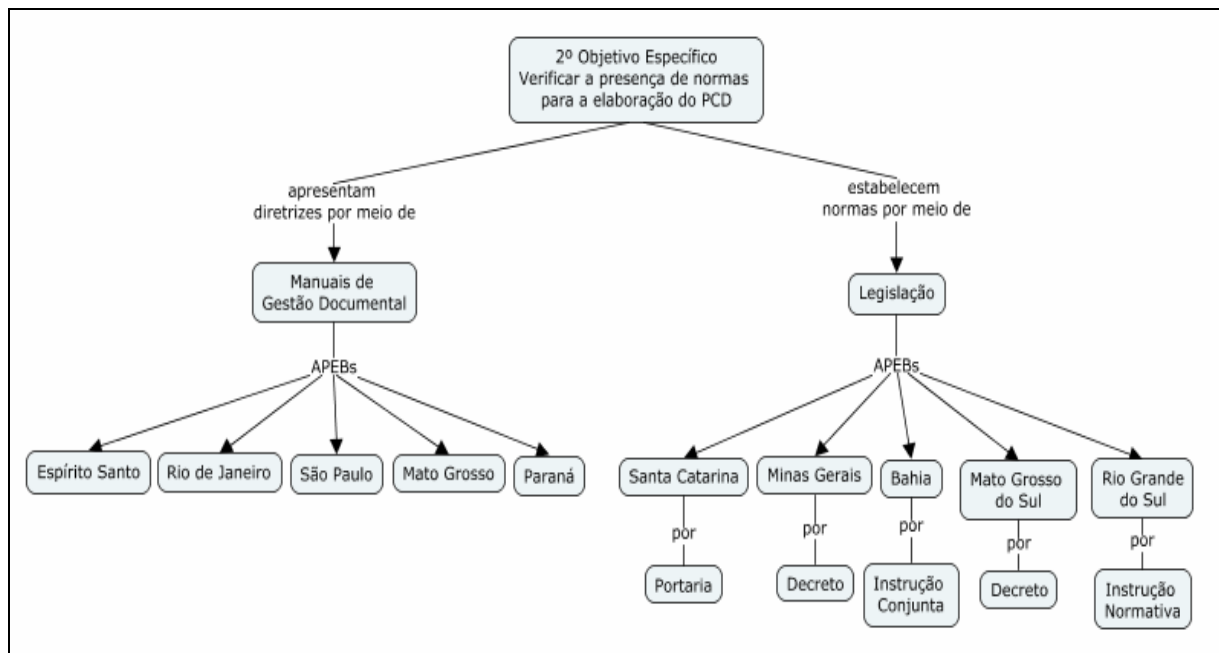 2º Objetivo Específico
Verificar a presença de normas
para a elaboração do PCD
apresentam
diretrizes por meio de
estabelecem
normas por meio de
Manuais de
Gestão Documental
Legislação
APEBs
APEBs
Espírito Santo
Rio de Janeiro
São Paulo
Mato Grosso
Paraná
Santa Catarina
Minas Gerais
Bahia
Mato Grosso
do Sul
Rio Grande
do Sul
por
por
por
por
por
Portaria
Decreto
Instrução
Conjunta
Decreto
Instrução
Normativa